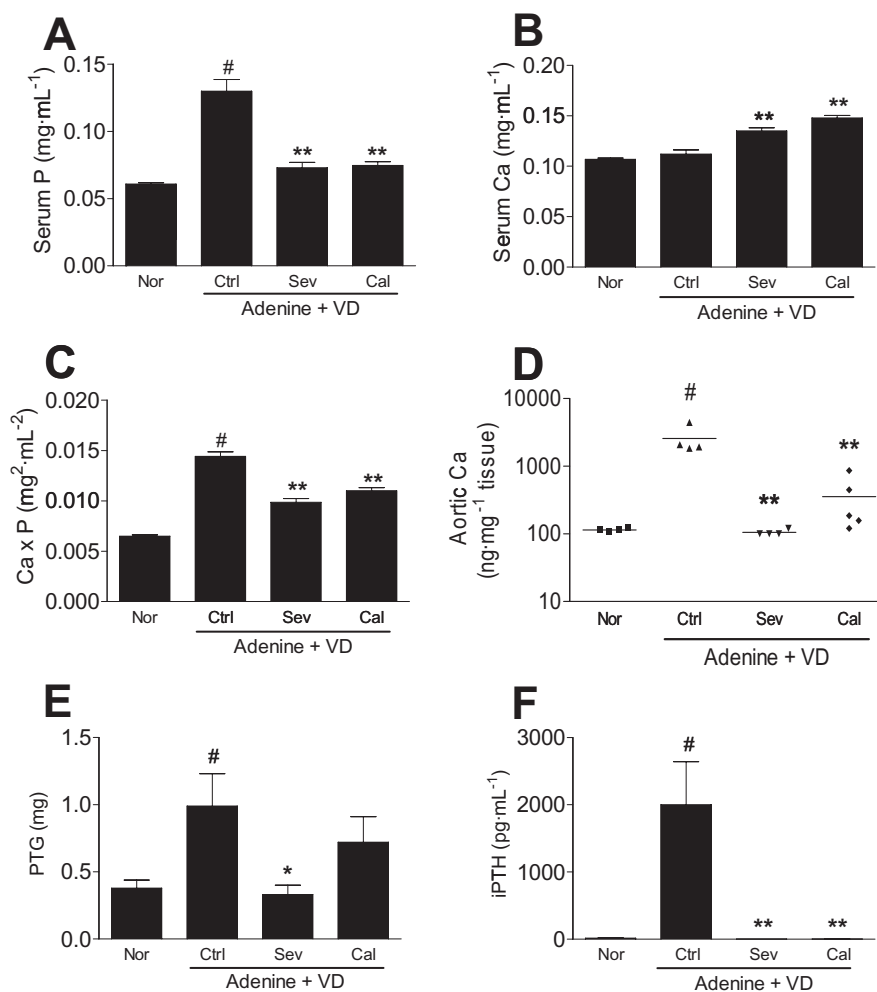 A
Serum P (mg·mL-1)
0.15
0.10
0.05
0.00
#
**
**
Nor
Ctrl
Sev
Cal
Adenine + VD
B
Serum Ca (mg·mL-1)
0.20
0.15
0.10
0.05
0.00
**
**
Nor
Ctrl
Sev
Cal
Adenine + VD
C
Ca x P (mg2·mL-2)
0.020
0.015
0.010
0.005
0.000
#
**
**
Nor
Ctrl
Sev
Cal
Adenine + VD
D
Aortic Ca
(ng·mg-1 tissue)
10000
1000
100
10
#
**
**
Nor
Ctrl
Sev
Cal
Adenine + VD
E
PTG (mg)
1.5
1.0
0.5
0.0
#
*
Nor
Ctrl
Sev
Cal
Adenine + VD
F
iPTH (pg·mL-1)
3000
2000
1000
0
#
**
**
Nor
Ctrl
Sev
Cal
Adenine + VD